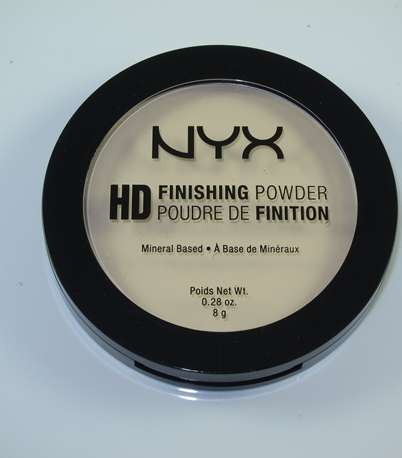 NYX
HD FINISHING POWDER
POUDRE DE FINITION
Mineral Based • À Base de Minéraux
Poids Net Wt.
0.28 oz.
8 g